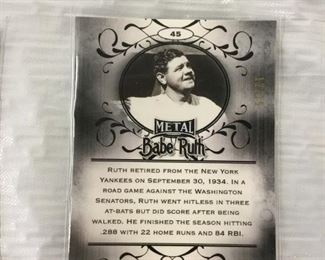 45
METAL
Babe Ruth
RUTH RETIRED FROM THE NEW YORK
YANKEES ON SEPTEMBER 30, 1934. IN A
ROAD GAME AGAINST THE WASHINGTON
SENATORS, RUTH WENT HITLESS IN THREE
AT-BATS BUT DID SCORE AFTER BEING
WALKED. HE FINISHED THE SEASON HITTING
.288 WITH 22 HOME RUNS AND 84 RBI.